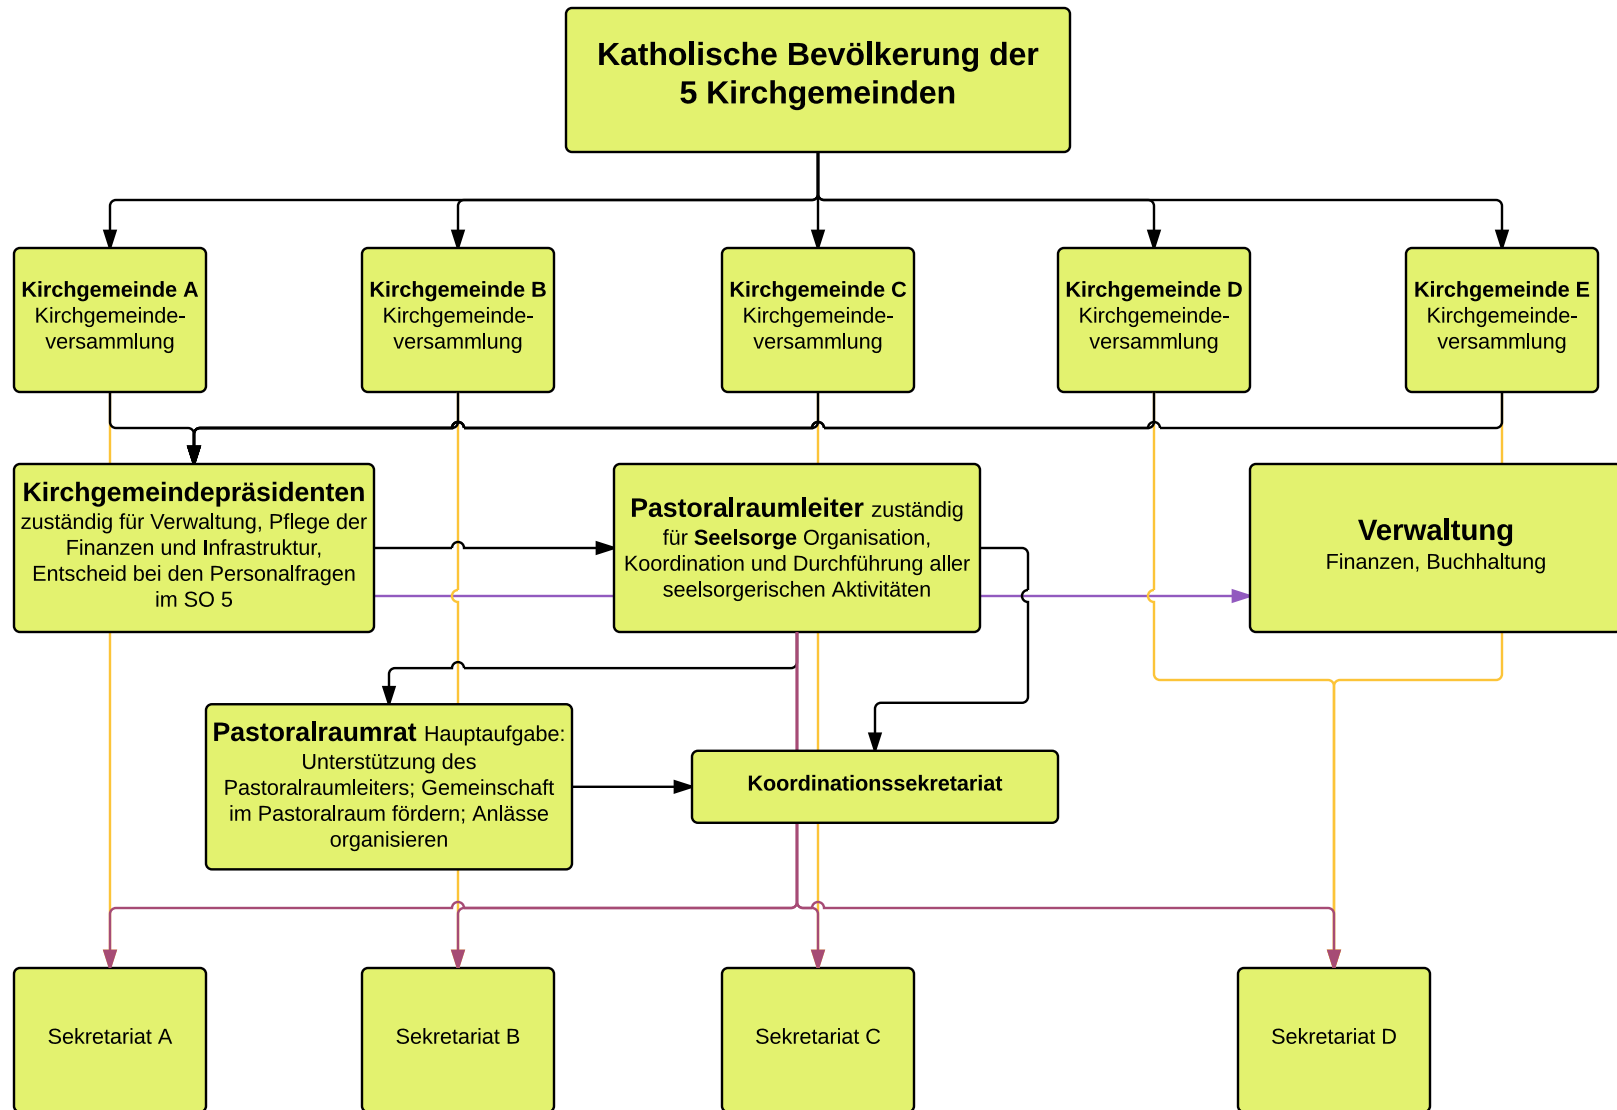 Katholische Bevölkerung der
5 Kirchgemeinden
Kirchgemeinde A
Kirchgemeinde-
versammlung
Kirchgemeinde B
Kirchgemeinde-
versammlung
Kirchgemeinde C
Kirchgemeinde-
versammlung
Kirchgemeinde D
Kirchgemeinde-
versammlung
Kirchgemeinde E
Kirchgemeinde-
versammlung
Kirchgemeindepräsidenten
zuständig für Verwaltung, Pflege der
Finanzen und Infrastruktur,
Entscheid bei den Personalfragen
im SO 5
Pastoralraumleiter zuständig
für Seelsorge Organisation,
Koordination und Durchführung aller
seelsorgerischen Aktivitäten
Verwaltung
Finanzen, Buchhaltung
Pastoralraumrat Hauptaufgabe:
Unterstützung des
Pastoralraumleiters; Gemeinschaft
im Pastoralraum fördern; Anlässe
organisieren
Koordinationssekretariat
Sekretariat A
Sekretariat B
Sekretariat C
Sekretariat D